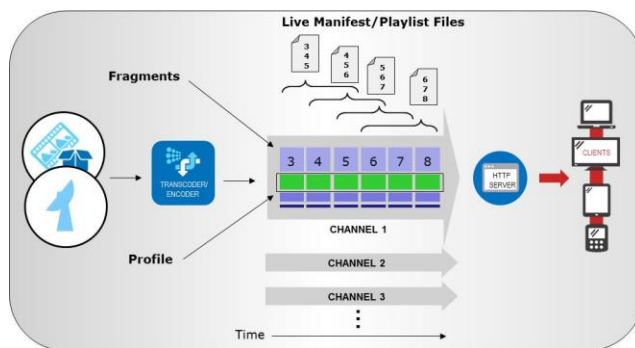 Live Manifest/Playlist Files
3
4
5
4
5
6
5
6
7
6
7
8
Fragments
3 4 5 6 7 8
TRANSCODER/
ENCODER
HTTP
SERVER
CLIENTS
CHANNEL 1
Profile
CHANNEL 2
CHANNEL 3
Time